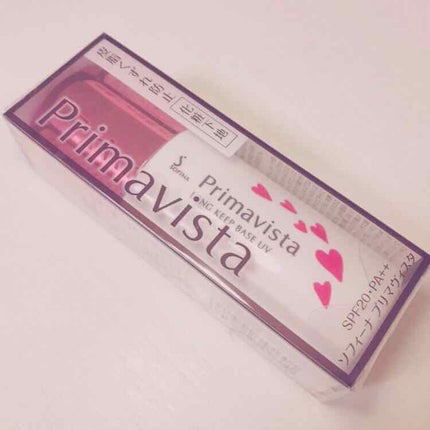 皮脂くずれ防止 化粧下地
Primavista
S
SOFINA
Primavista
LONG KEEP BASE UV
SPF20・PA++
ソフィーナ プリマヴィスタ